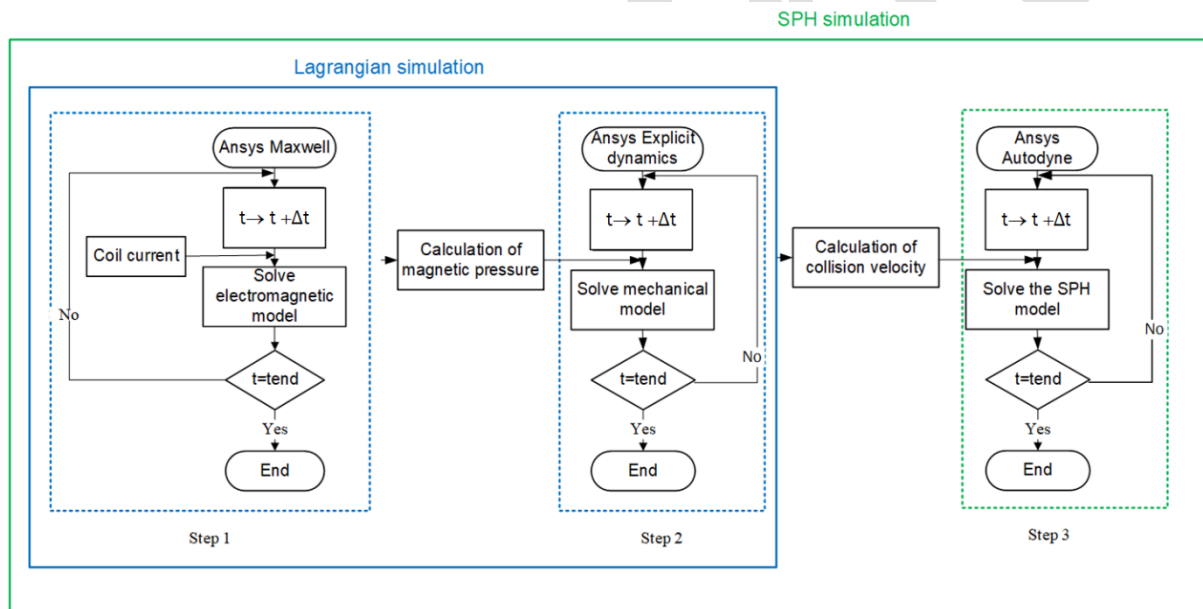 SPH simulation
Lagrangian simulation
Ansys Maxwell
t→ t +Δt
Coil current
Solve
electromagnetic
model
No
t=tend
Yes
End
Step 1
Calculation of
magnetic pressure
Ansys Explicit
dynamics
t→ t +Δt
Solve mechanical
model
No
t=tend
Yes
End
Step 2
Calculation of
collision velocity
Ansys
Autodyne
t→ t +Δt
Solve the SPH
model
No
t=tend
Yes
End
Step 3